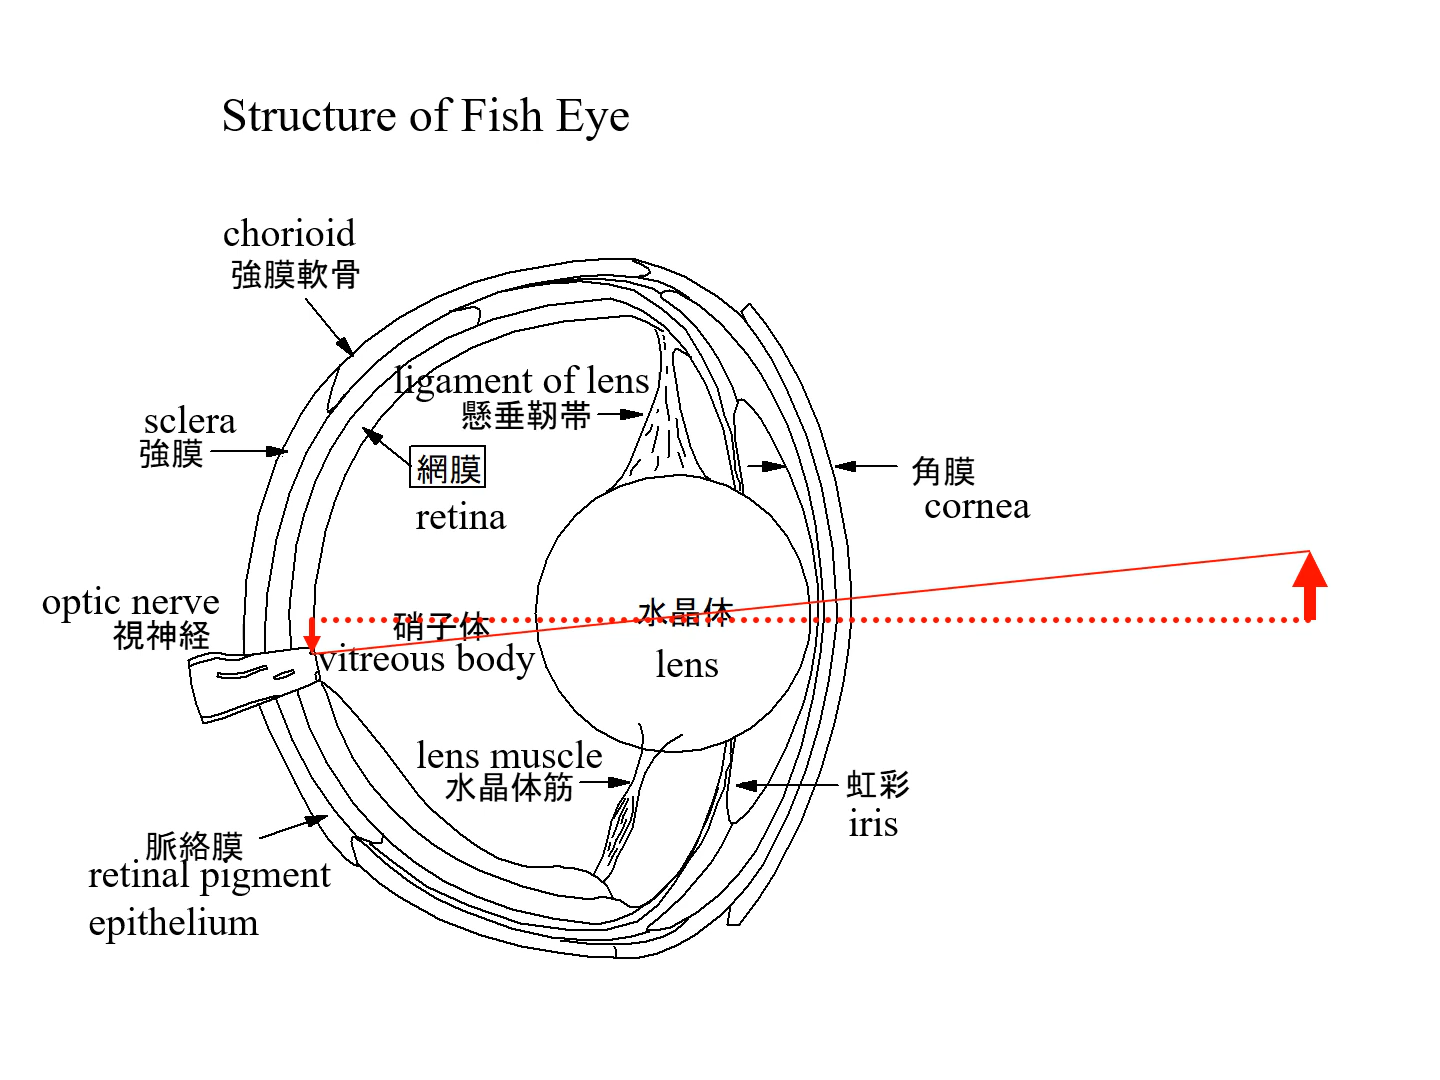 Structure of Fish Eye
chorioid
強膜軟骨
ligament of lens
懸垂靭帯
sclera
強膜
網膜
retina
角膜
cornea
optic nerve
視神経
硝子体
vitreous body
水晶体
lens
lens muscle
水晶体筋
虹彩
iris
脈絡膜
retinal pigment
epithelium